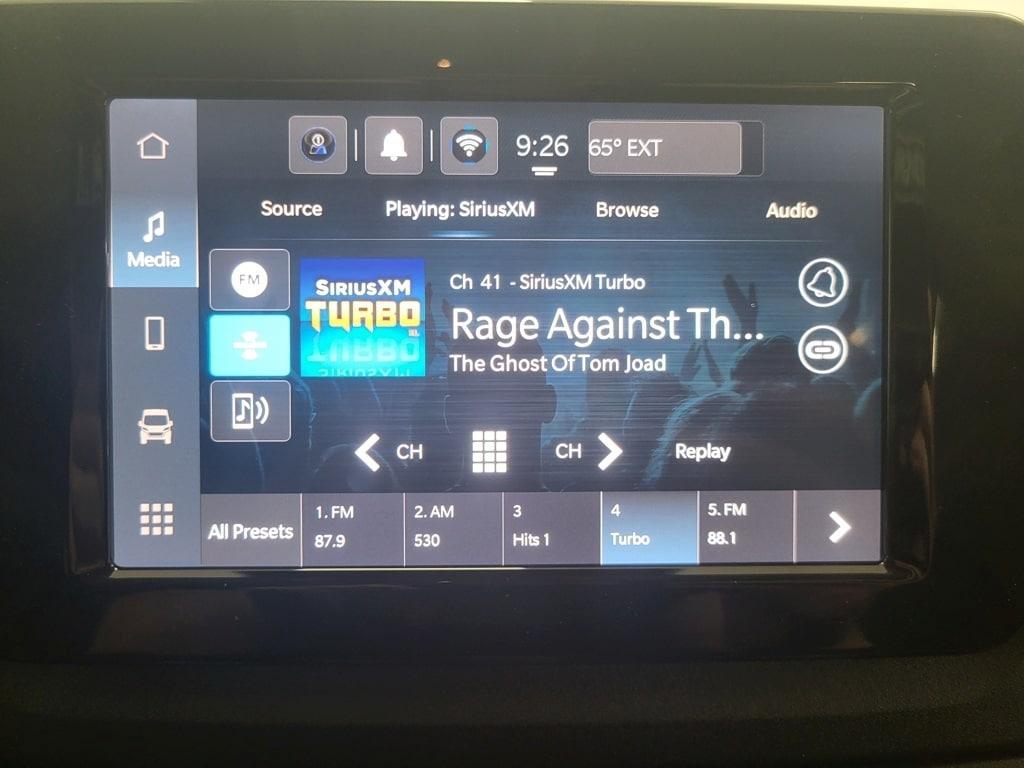 9:26
65° EXT
Source
Playing: SiriusXM
Browse
Audio
Media
FM
SIRIUSXM
TURBO
Ch 41 - SiriusXM Turbo
Rage Against Th...
The Ghost Of Tom Joad
CH
CH
Replay
All Presets
1. FM
87.9
2. AM
530
3
Hits 1
4
Turbo
5. FM
88.1